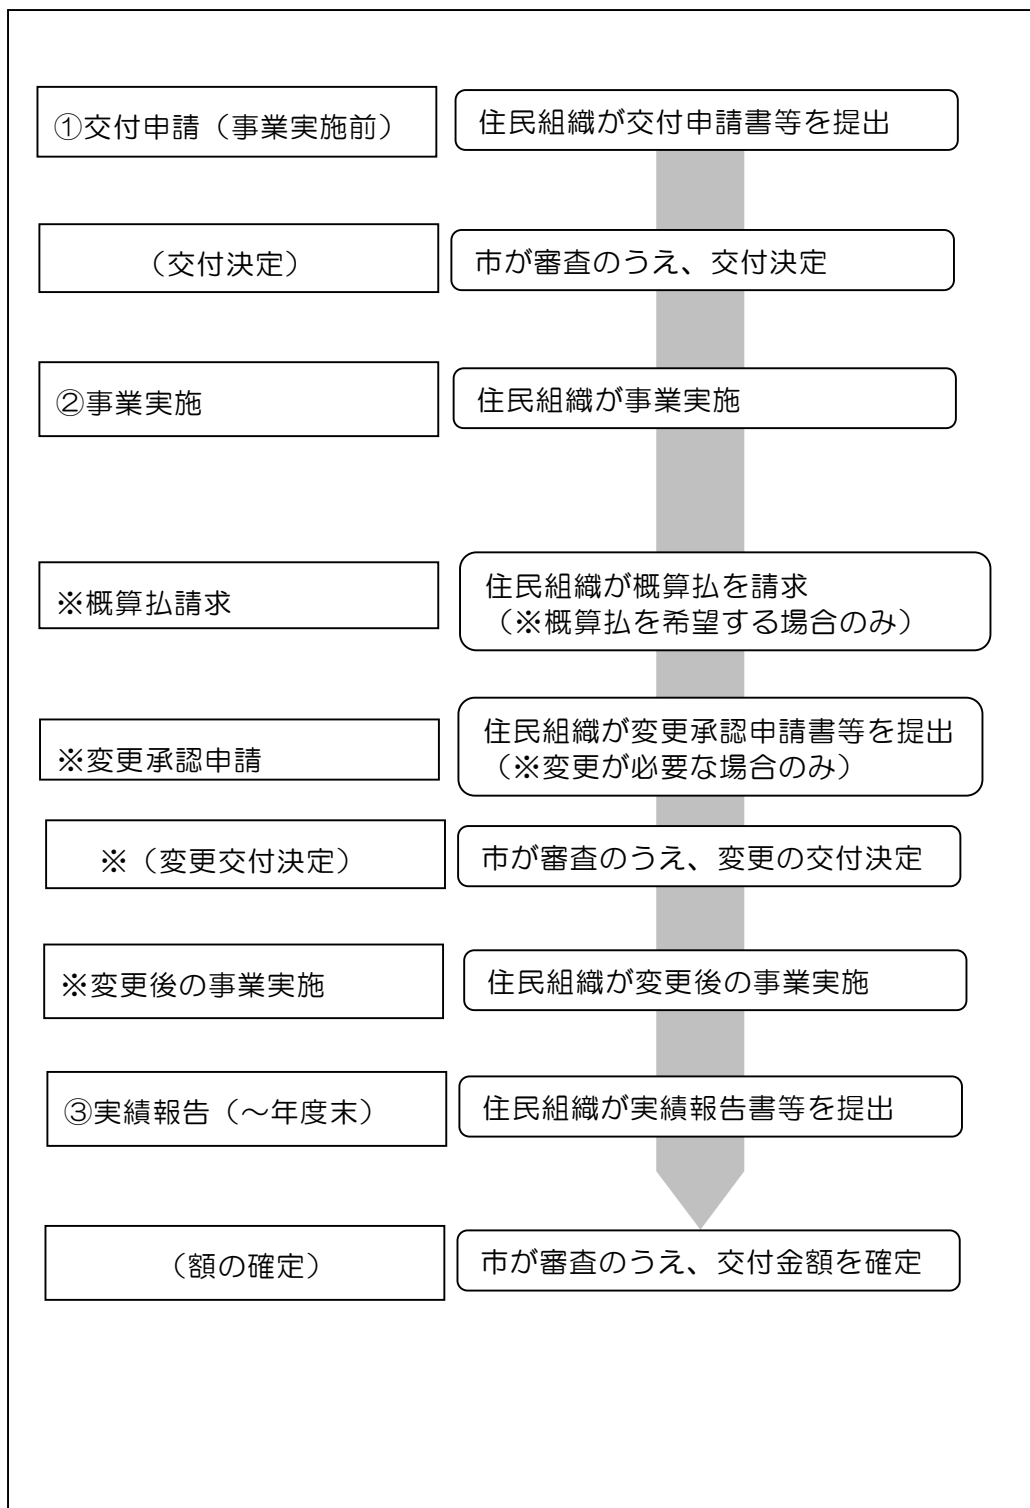 ①交付申請（事業実施前）
住民組織が交付申請書等を提出
（交付決定）
市が審査のうえ、交付決定
②事業実施
住民組織が事業実施
※概算払請求
住民組織が概算払を請求
（※概算払を希望する場合のみ）
※変更承認申請
住民組織が変更承認申請書等を提出
（※変更が必要な場合のみ）
※（変更交付決定）
市が審査のうえ、変更の交付決定
※変更後の事業実施
住民組織が変更後の事業実施
③実績報告（～年度末）
住民組織が実績報告書等を提出
（額の確定）
市が審査のうえ、交付金額を確定